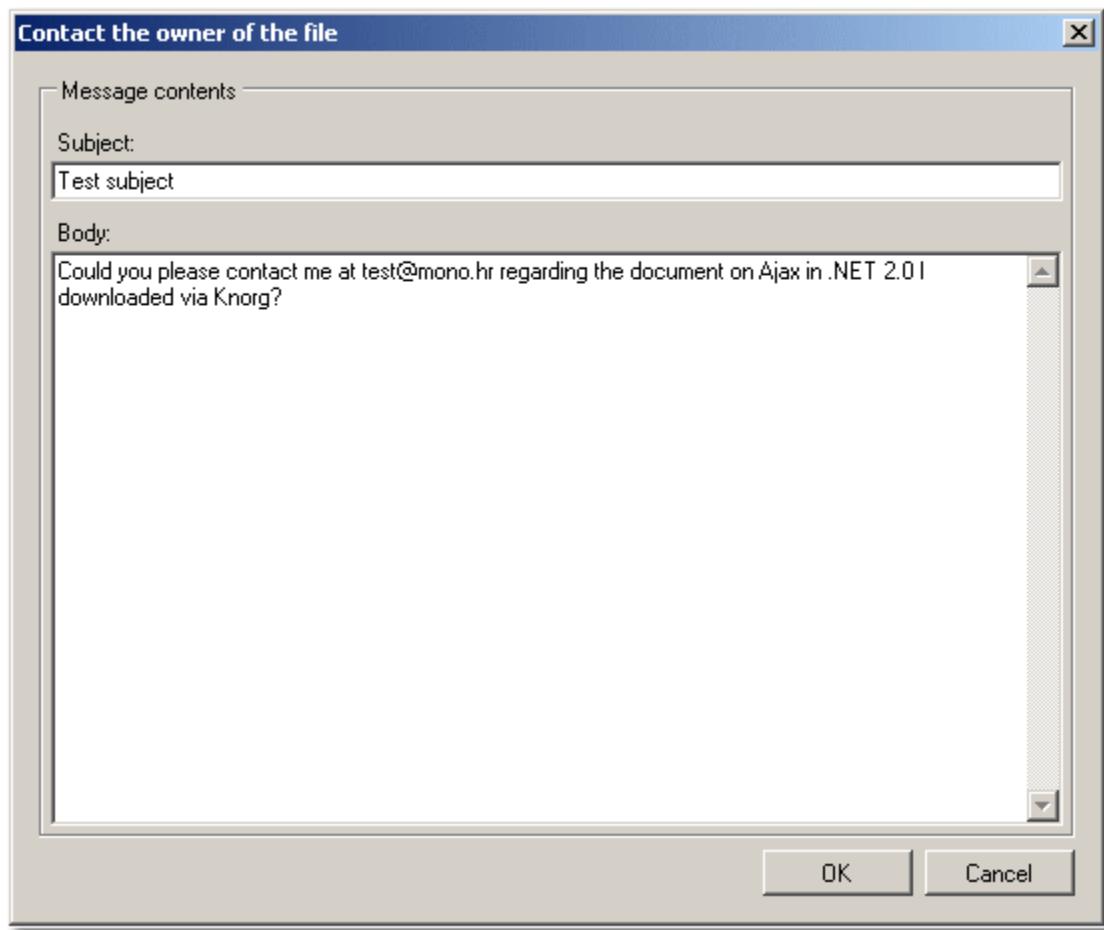 Contact the owner of the file
Message contents
Subject:
Test subject
Body:
Could you please contact me at test@mono.hr regarding the document on Ajax in .NET 2.0 I
downloaded via Knorg?
OK
Cancel